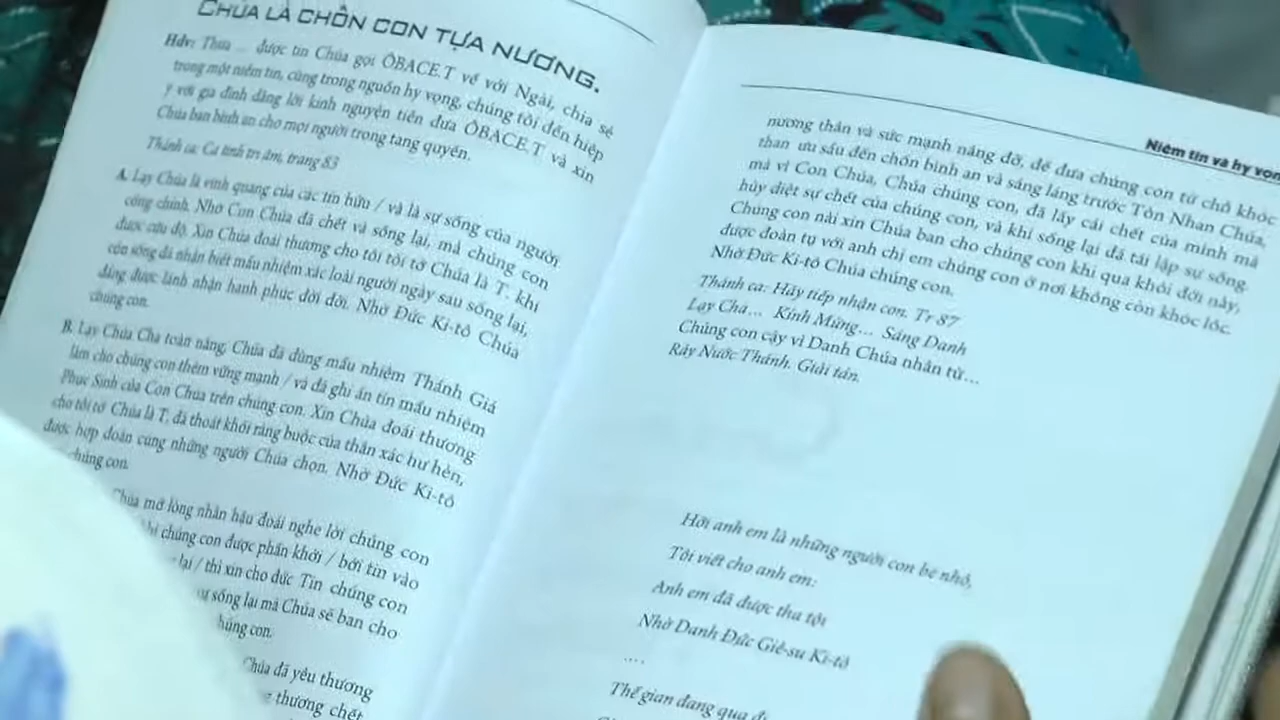 CHÚA LÀ CHỐN CON TỰA NƯƠNG.
Hdv: Thưa ... được tin Chúa gọi ÔBACE.T về với Ngài, chia sẻ
trong một niềm tin, cũng trong nguồn hy vọng, chúng tôi đến hiệp
ý với gia đình dâng lời kinh nguyện tiễn đưa ÔBACE.T và xin
Chúa ban bình an cho mọi người trong tang quyến.
Thánh ca: Ca tri âm, trang 83
A. Lạy Chúa là vinh quang của các tín hữu / và là sự sống của người
công chính. Nhờ Con Chúa đã chết và sống lại, mà chúng con
được cứu độ. Xin Chúa đoái thương cho tôi tôi tớ Chúa là T. khi
còn sống đã nhận biết mầu nhiệm xác loài người ngày sau sống lại,
đáng được lãnh nhận hạnh phúc đời đời. Nhờ Đức Ki-tô Chúa
chúng con.
B. Lạy Chúa Cha toàn năng, Chúa đã dùng mầu nhiệm Thánh Giá
làm cho chúng con thêm vững mạnh / và đã ghi ấn tín mầu nhiệm
Phục Sinh của Con Chúa trên chúng con. Xin Chúa đoái thương
cho tôi tớ Chúa là T. đã thoát khỏi ràng buộc của thân xác hư hèn,
được hợp đoàn cùng những người Chúa chọn. Nhờ Đức Ki-tô
chúng con.
Chúa mở lòng nhân hậu đoái nghe lời chúng con
chúng con được phấn khởi / bởi tin vào
lại / thì xin cho đức Tin chúng con
sự sống lại mà Chúa sẽ ban cho
chúng con.
Chúa đã yêu thương
thương chết
Niềm tin và hy vọn
nương thân và sức mạnh nâng đỡ, để đưa chúng con từ chỗ khóc
than ưu sầu đến chốn bình an và sáng láng trước Tôn Nhan Chúa,
mà vì Con Chúa, Chúa chúng con, đã lấy cái chết của mình mà
hủy diệt sự chết của chúng con, và khi sống lại đã tái lập sự sống.
Chúng con nài xin Chúa ban cho chúng con khi qua khỏi đời này,
được đoàn tụ với anh chị em chúng con ở nơi không còn khóc lóc.
Nhờ Đức Ki-tô Chúa chúng con.
Thánh ca: Hãy tiếp nhận con. Tr 87
Lạy Cha... Kính Mừng... Sáng Danh
Chúng con cậy vì Danh Chúa nhân từ...
Rảy Nước Thánh. Giải tán.
Hỡi anh em là những người con bé nhỏ,
Tôi viết cho anh em:
Anh em đã được tha tội
Nhờ Danh Đức Giê-su Ki-tô
....
Thế gian đang qua đi